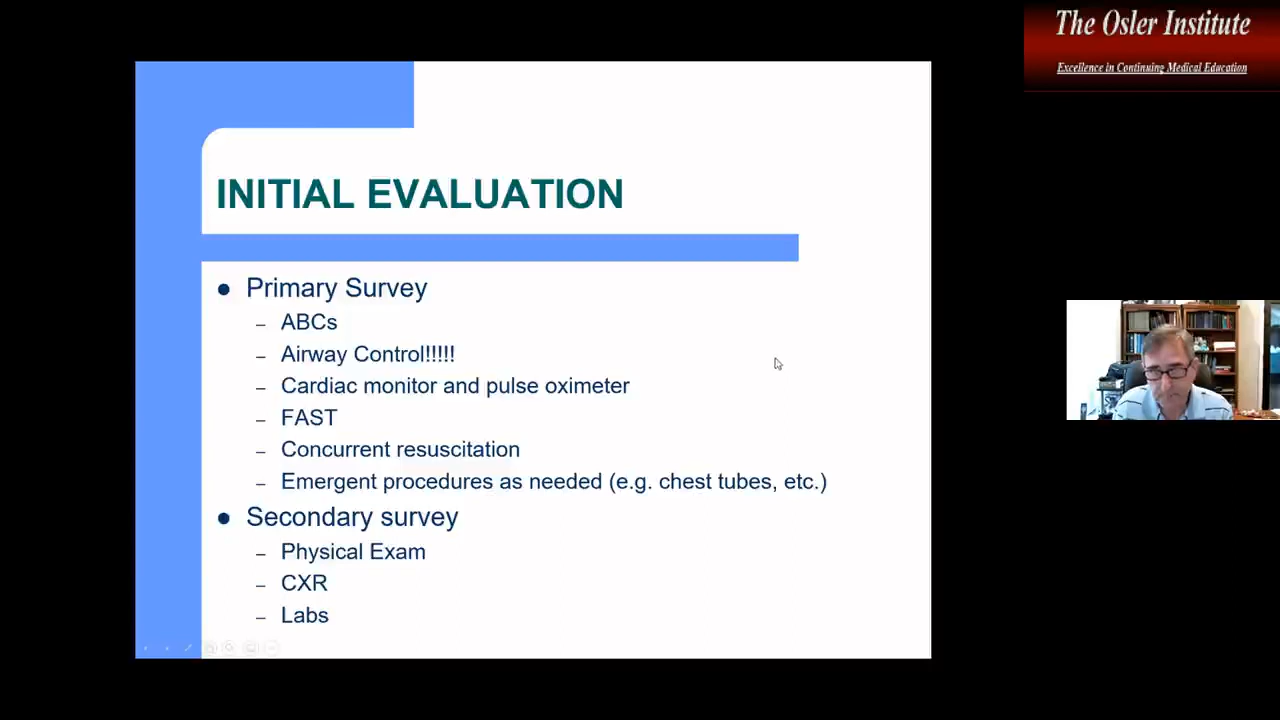 The Osler Institute
Excellence in Continuing Medical Education
INITIAL EVALUATION
● Primary Survey
– ABCs
– Airway Control!!!!!
– Cardiac monitor and pulse oximeter
– FAST
– Concurrent resuscitation
– Emergent procedures as needed (e.g. chest tubes, etc.)
● Secondary survey
– Physical Exam
– CXR
– Labs